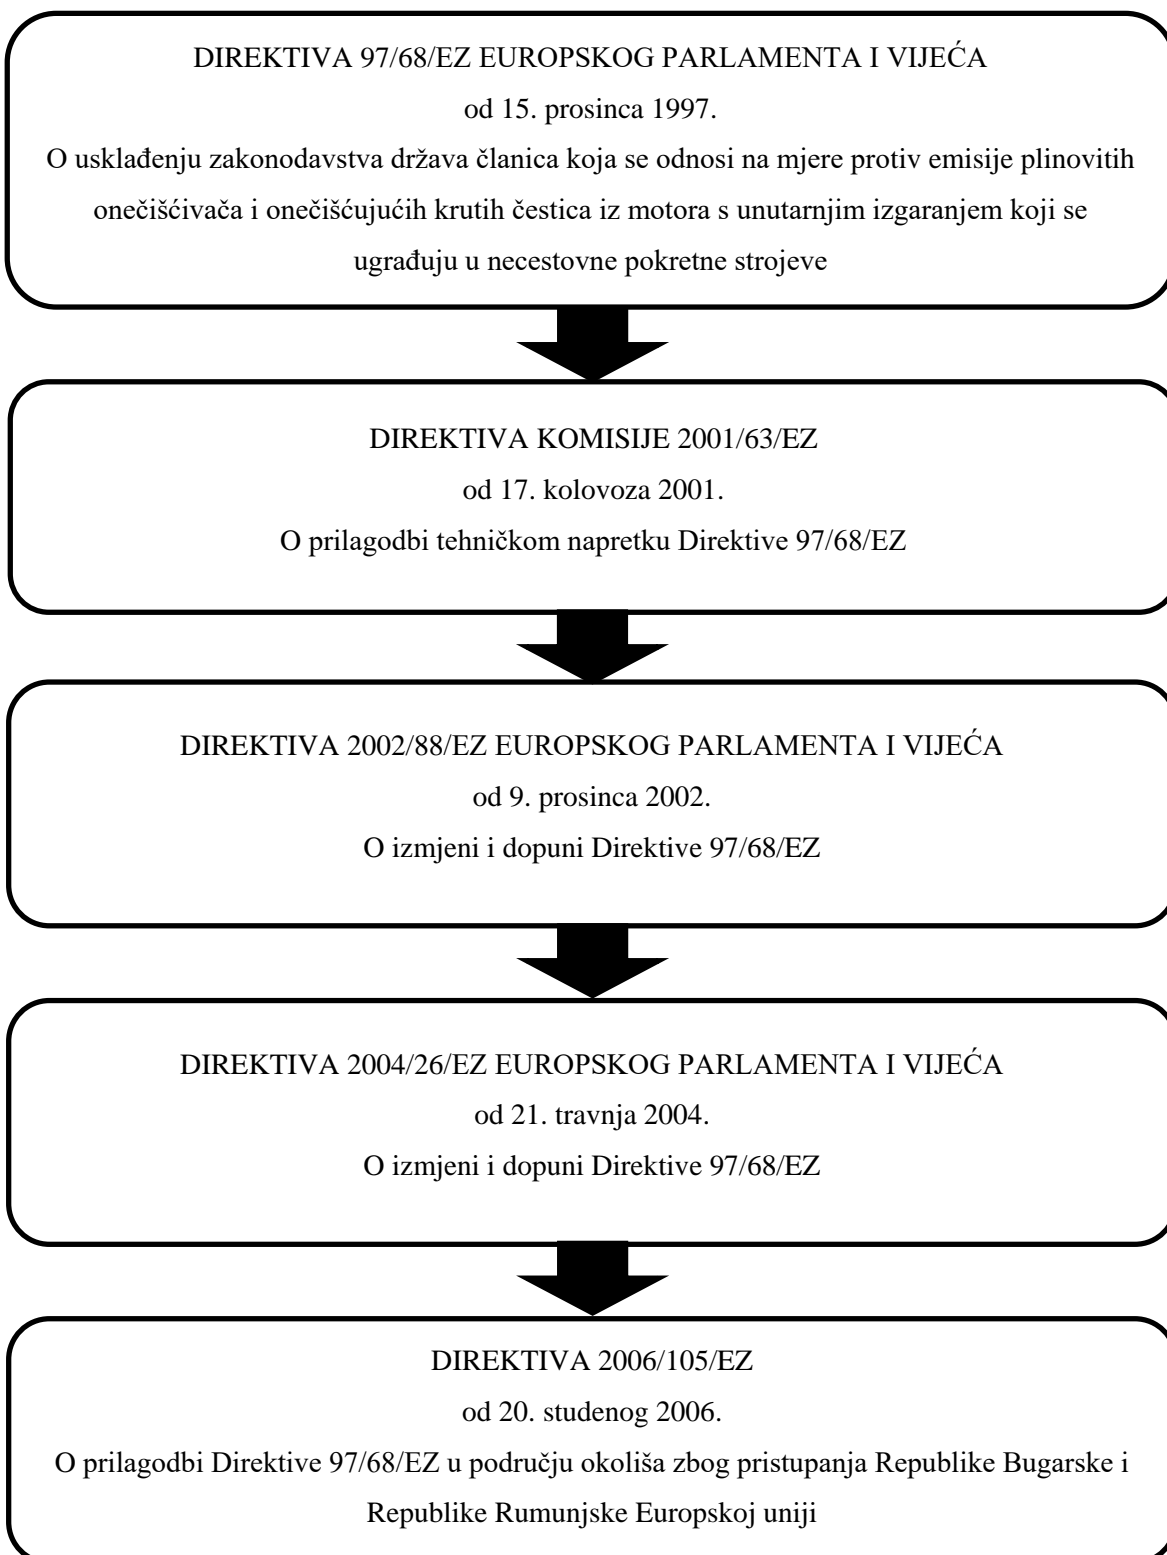 DIREKTIVA 97/68/EZ EUROPSKOG PARLAMENTA I VIJEĆA
od 15. prosinca 1997.
O usklađenju zakonodavstva država članica koja se odnosi na mjere protiv emisije plinovitih
onečišćivača i onečišćujućih krutih čestica iz motora s unutarnjim izgaranjem koji se
ugrađuju u necestovne pokretne strojeve
DIREKTIVA KOMISIJE 2001/63/EZ
od 17. kolovoza 2001.
O prilagodbi tehničkom napretku Direktive 97/68/EZ
DIREKTIVA 2002/88/EZ EUROPSKOG PARLAMENTA I VIJEĆA
od 9. prosinca 2002.
O izmjeni i dopuni Direktive 97/68/EZ
DIREKTIVA 2004/26/EZ EUROPSKOG PARLAMENTA I VIJEĆA
od 21. travnja 2004.
O izmjeni i dopuni Direktive 97/68/EZ
DIREKTIVA 2006/105/EZ
od 20. studenog 2006.
O prilagodbi Direktive 97/68/EZ u području okoliša zbog pristupanja Republike Bugarske i
Republike Rumunjske Europskoj uniji